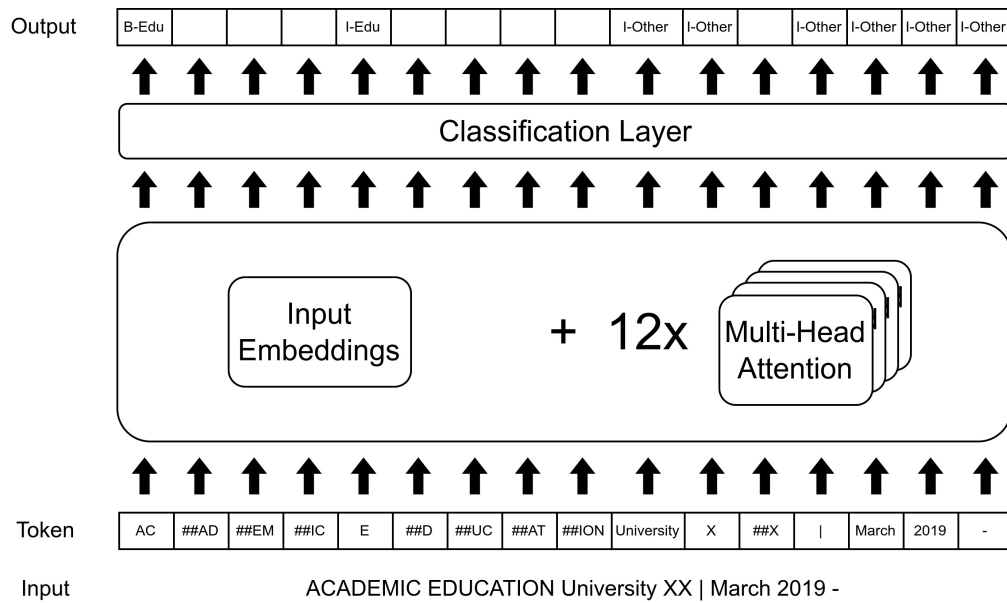 Output B-Edu I-Edu I-Other I-Other I-Other I-Other I-Other I-Other
Classification Layer
Input
Embeddings
+ 12x
Multi-Head
Attention
Token AC ##AD ##EM ##IC E ##D ##UC ##AT ##ION University X ##X | March 2019 -
Input ACADEMIC EDUCATION University XX | March 2019 -